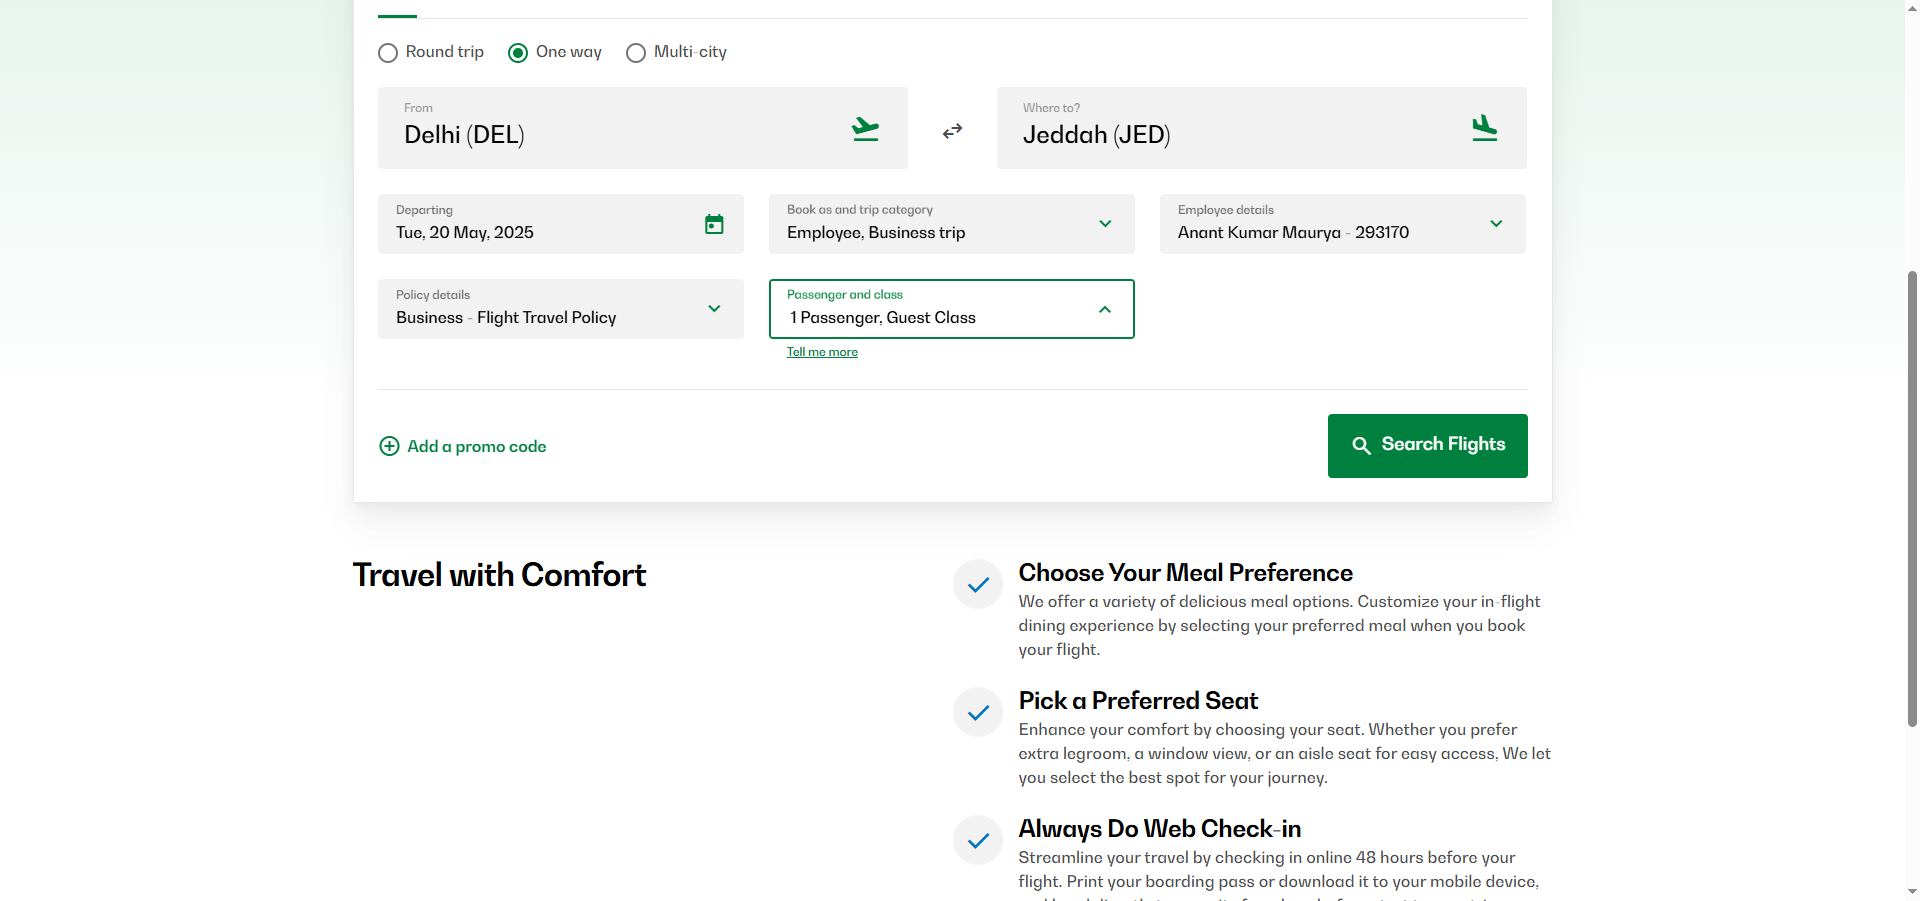 Round trip
One way
Multi-city
From
Delhi (DEL)
Where to?
Jeddah (JED)
Departing
Tue, 20 May, 2025
Book as and trip category
Employee, Business trip
Employee details
Anant Kumar Maurya - 293170
Policy details
Business - Flight Travel Policy
Passenger and class
1 Passenger, Guest Class
Tell me more
Add a promo code
Search Flights
Travel with Comfort
Choose Your Meal Preference
We offer a variety of delicious meal options. Customize your in-flight
dining experience by selecting your preferred meal when you book
your flight.
Pick a Preferred Seat
Enhance your comfort by choosing your seat. Whether you prefer
extra legroom, a window view, or an aisle seat for easy access, We let
you select the best spot for your journey.
Always Do Web Check-in
Streamline your travel by checking in online 48 hours before your
flight. Print your boarding pass or download it to your mobile device,